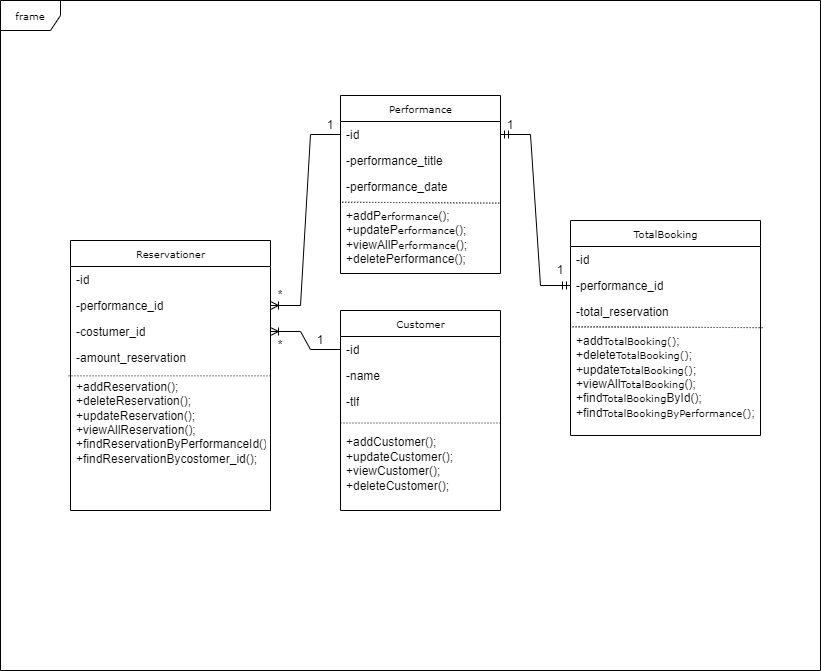 frame
Performance
1
1
-id
-performance_title
-performance_date
+addPerformance();
+updatePerformance();
+viewAllPerformance();
+deletePerformance();
Reservationer
-id
-performance_id
-costumer_id
-amount_reservation
+addReservation();
+deleteReservation();
+updateReservation();
+viewAllReservation();
+findReservationByPerformanceId()
+findReservationBycostomer_id();
*
*
1
Customer
-id
-name
-tlf
+addCustomer();
+updateCustomer();
+viewCustomer();
+deleteCustomer();
1
TotalBooking
-id
-performance_id
-total_reservation
+addTotalBooking();
+deleteTotalBooking();
+updateTotalBooking();
+viewAllTotalBooking();
+findTotalBookingById();
+findTotalBookingByPerformance();